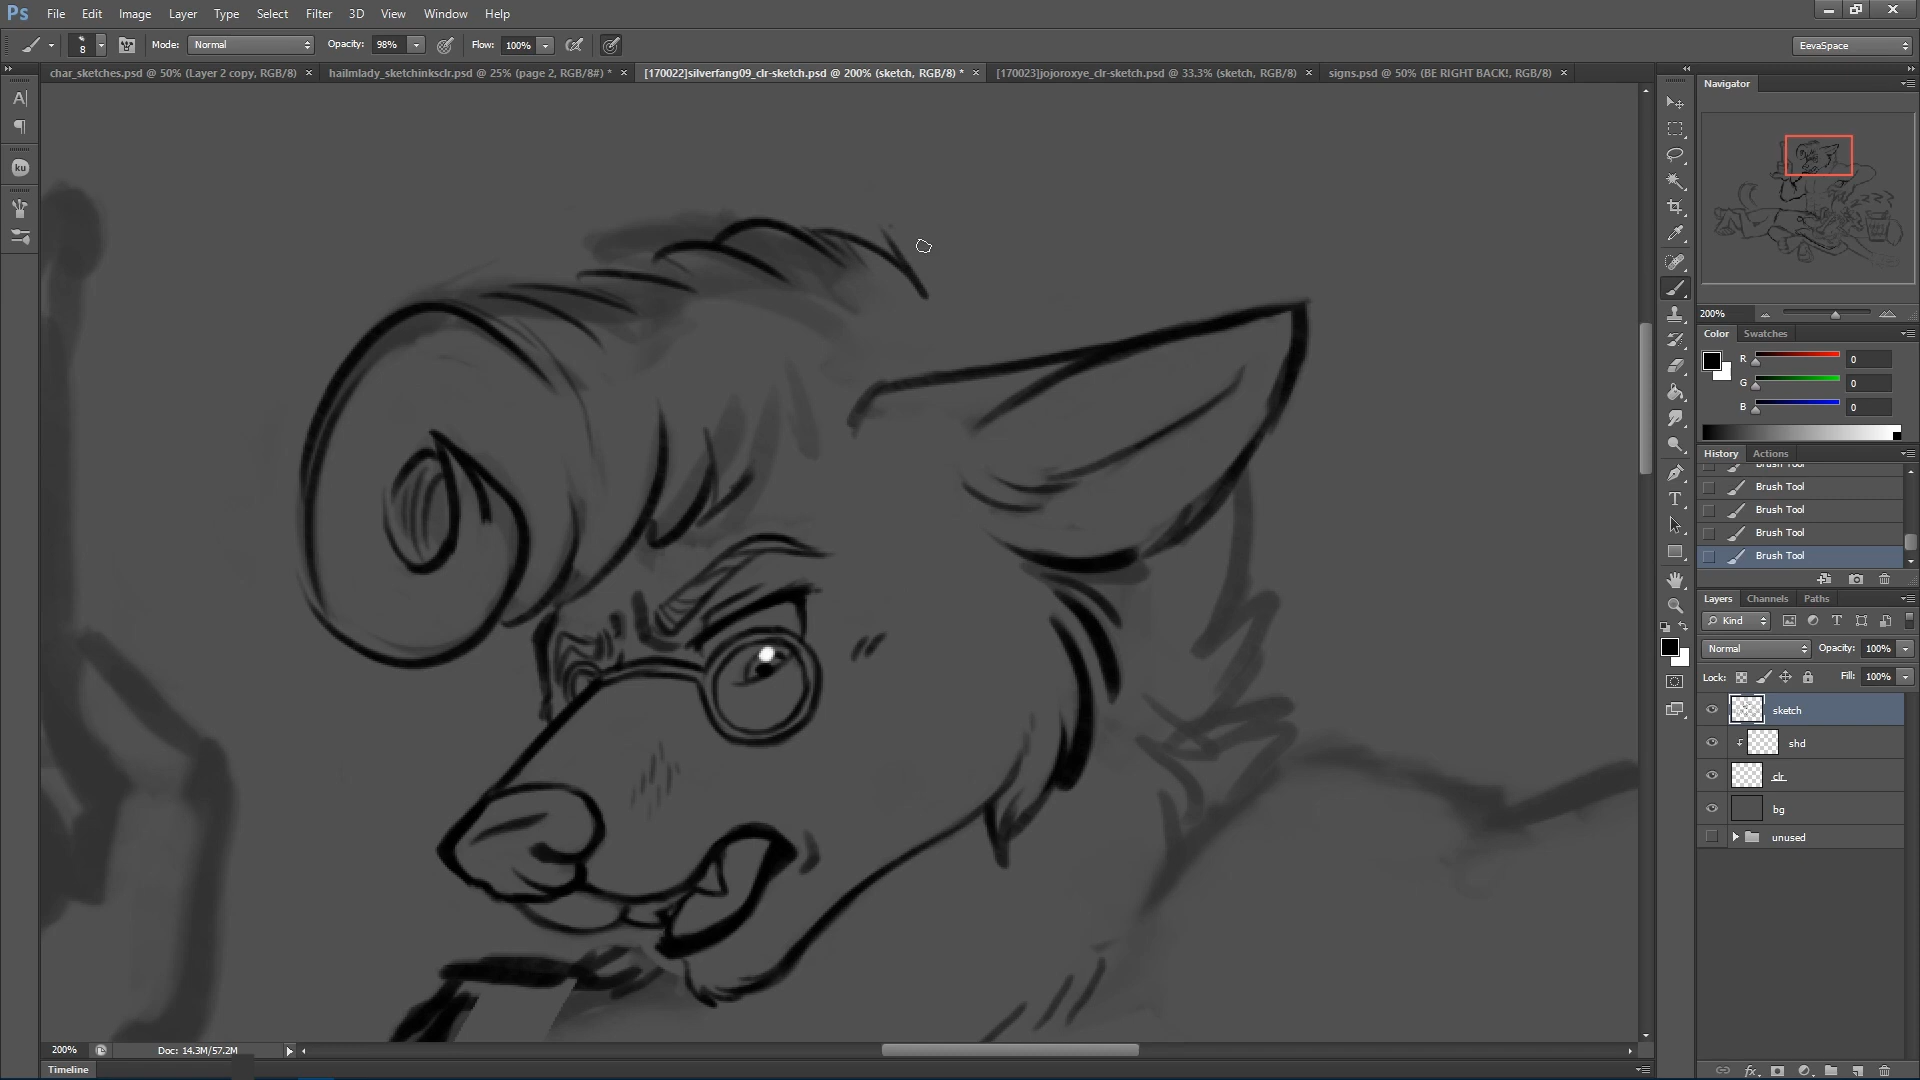 Ps File Edit Image Layer Type Select Filter 3D View Window Help
8 Mode: Normal Opacity: 98% Flow: 100% EevaSpace
char_sketches.psd @ 50% (Layer 2 copy, RGB/8) × hailmlady_sketchinksclr.psd @ 25% (page 2, RGB/8#) * × [170022]silverfang09_clr-sketch.psd @ 200% (sketch, RGB/8) * × [170023]jojoroxye_clr-sketch.psd @ 33.3% (sketch, RGB/8) × signs.psd @ 50% (BE RIGHT BACK!, RGB/8) ×
A|
¶
ku
Navigator
200%
Color Swatches
R 0
G 0
B 0
History Actions
Brush Tool
Brush Tool
Brush Tool
Brush Tool
Brush Tool
Layers Channels Paths
Kind
Normal Opacity: 100%
Lock: Fill: 100%
sketch
shd
clr
bg
unused
200% Doc: 14.3M/57.2M
Timeline